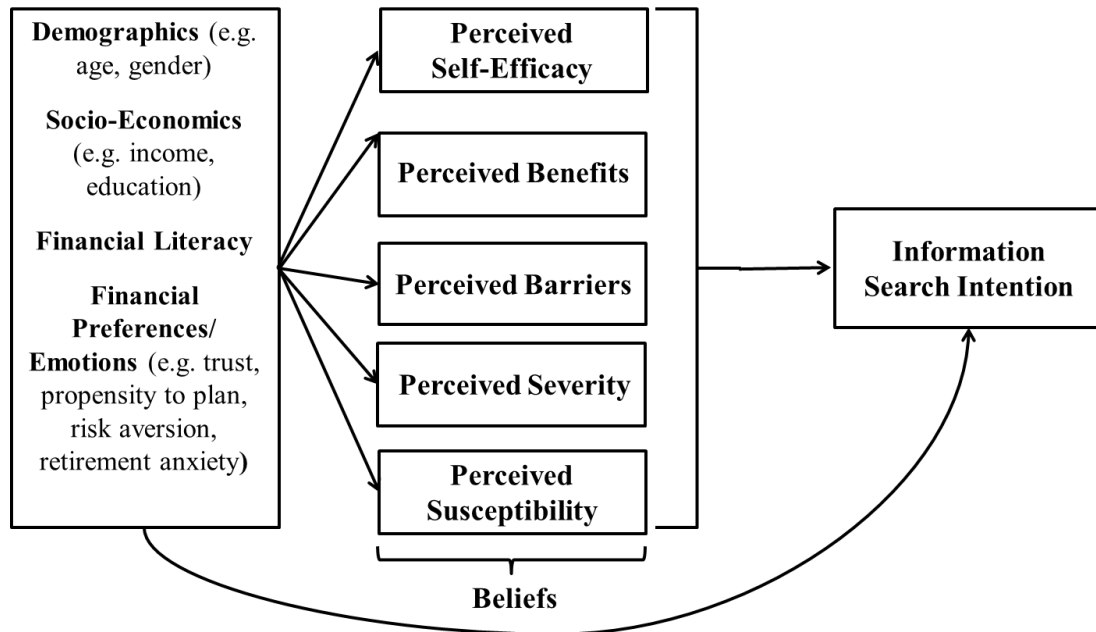 Demographics (e.g.
age, gender)
Socio-Economics
(e.g. income,
education)
Financial Literacy
Financial
Preferences/
Emotions (e.g. trust,
propensity to plan,
risk aversion,
retirement anxiety)
Perceived
Self-Efficacy
Perceived Benefits
Perceived Barriers
Perceived Severity
Perceived
Susceptibility
Beliefs
Information
Search Intention